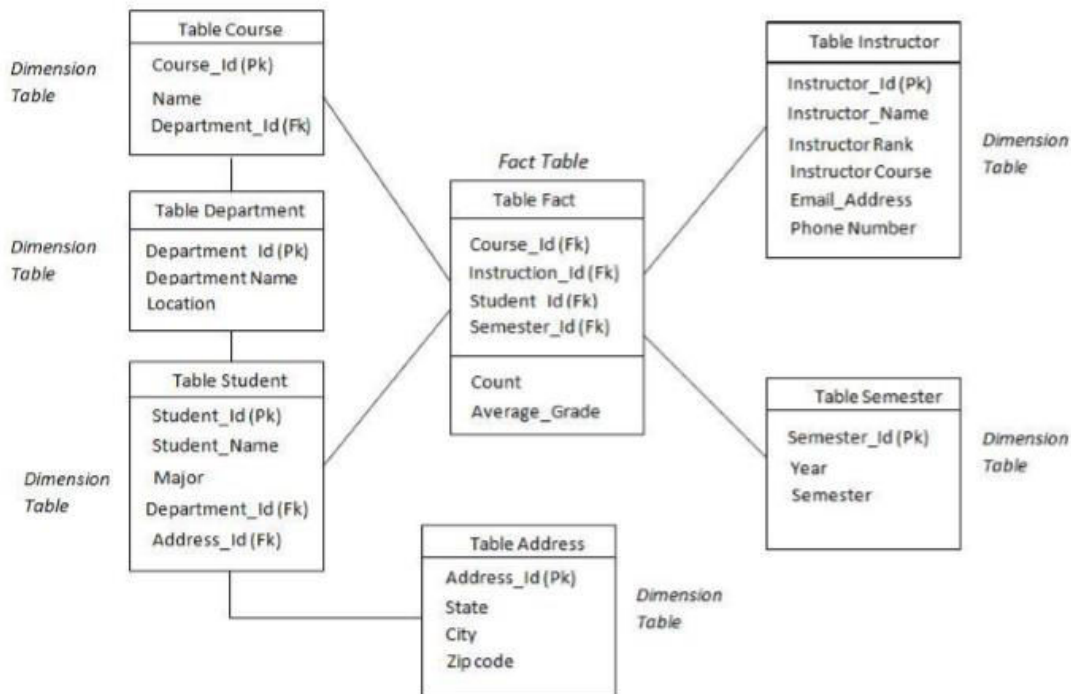 Table Course
Course_Id (Pk)
Name
Department_Id (Fk)
Dimension
Table
Table Department
Department Id (Pk)
Department Name
Location
Dimension
Table
Table Student
Student_Id (Pk)
Student_Name
Major
Department_Id (Fk)
Address_Id (Fk)
Dimension
Table
Fact Table
Table Fact
Course_Id (Fk)
Instruction_Id (Fk)
Student Id (Fk)
Semester_Id (Fk)
Count
Average_Grade
Table Address
Address_Id (Pk)
State
City
Zip code
Dimension
Table
Table Instructor
Instructor_Id (Pk)
Instructor_Name
Instructor Rank
Instructor Course
Email_Address
Phone Number
Dimension
Table
Table Semester
Semester_Id (Pk)
Year
Semester
Dimension
Table